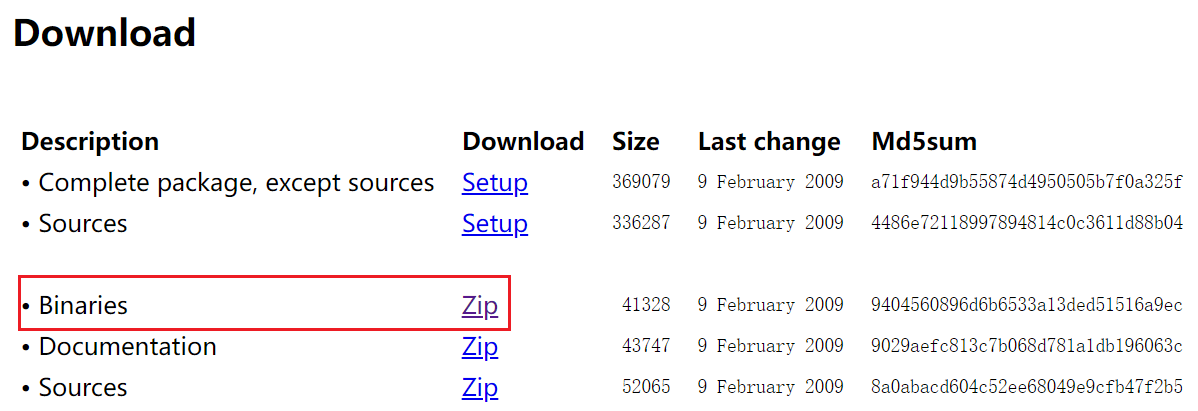 Download
Description Download Size Last change Md5sum
• Complete package, except sources Setup 369079 9 February 2009 a71f944d9b55874d4950505b7f0a325f
• Sources Setup 336287 9 February 2009 4486e72118997894814c0c3611d88b04
• Binaries Zip 41328 9 February 2009 9404560896d6b6533a13ded51516a9ec
• Documentation Zip 43747 9 February 2009 9029aefc813c7b068d781a1db196063c
• Sources Zip 52065 9 February 2009 8a0abacd604c52ee68049e9cfb47f2b5